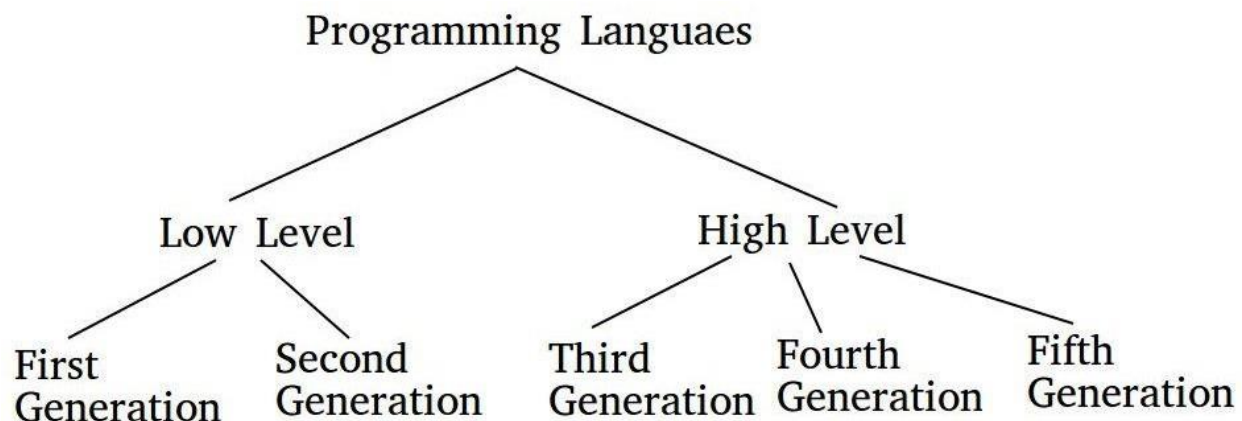 Programming Languaes
Low Level
High Level
First
Generation
Second
Generation
Third
Generation
Fourth
Generation
Fifth
Generation